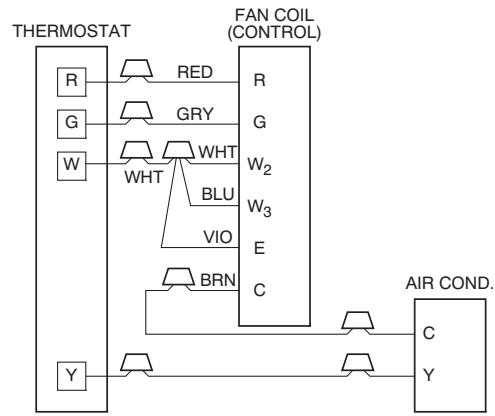 FAN COIL
(CONTROL)
THERMOSTAT
R RED R
G GRY G
W WHT WHT W2
BLU W3
VIO E
BRN C
AIR COND.
C
Y Y